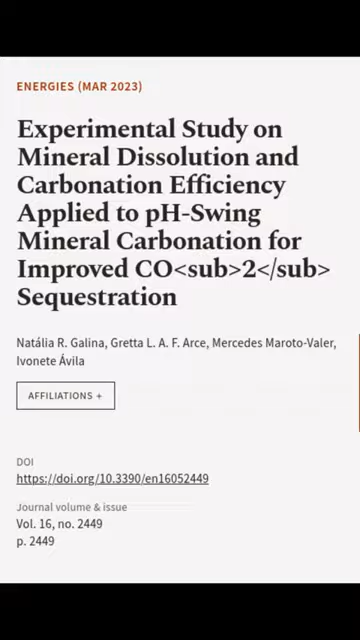 ENERGIES (MAR 2023)
Experimental Study on
Mineral Dissolution and
Carbonation Efficiency
Applied to pH-Swing
Mineral Carbonation for
Improved CO<sub>2</sub>
Sequestration
Natália R. Galina, Gretta L. A. F. Arce, Mercedes Maroto-Valer,
Ivonete Ávila
AFFILIATIONS +
DOI
https://doi.org/10.3390/en16052449
Journal volume & issue
Vol. 16, no. 2449
p. 2449